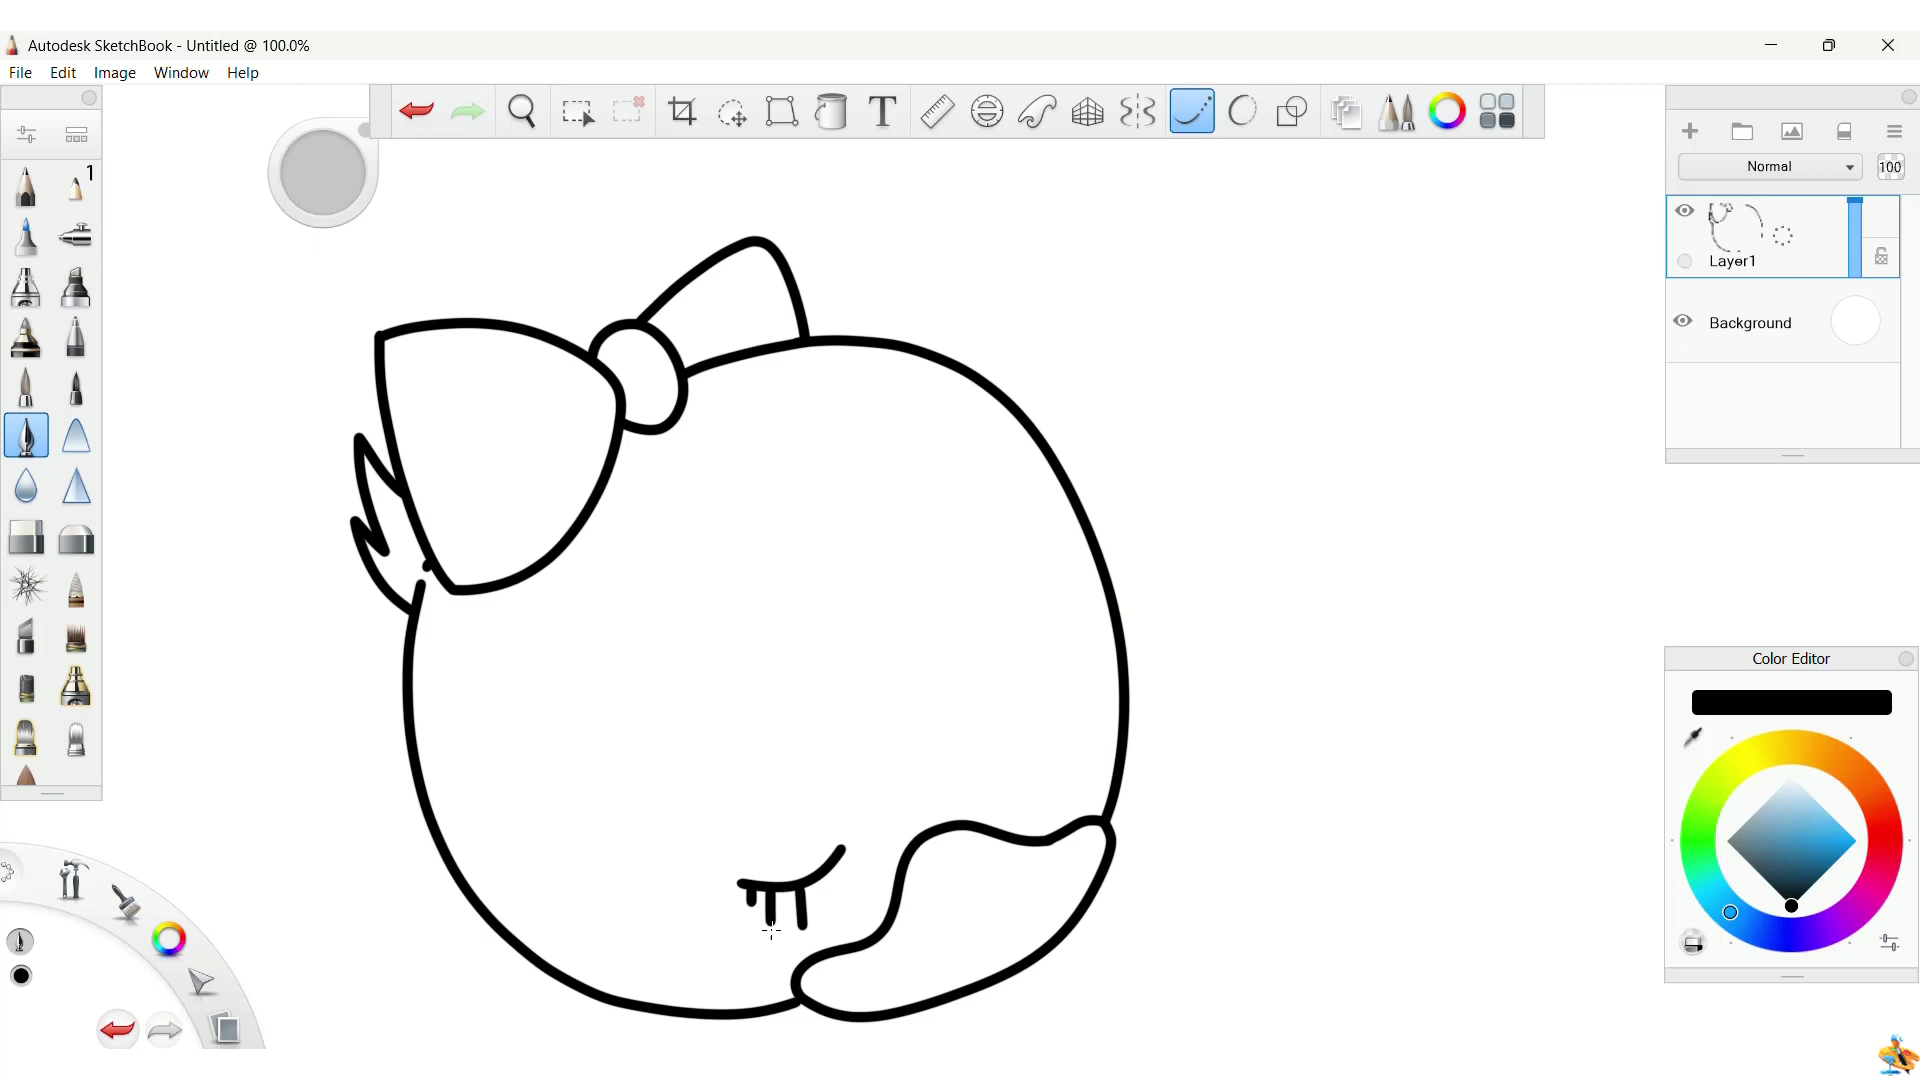 Autodesk SketchBook - Untitled @ 100.0%
File Edit Image Window Help
T
1
Normal 100
Layer1
Background
Color Editor